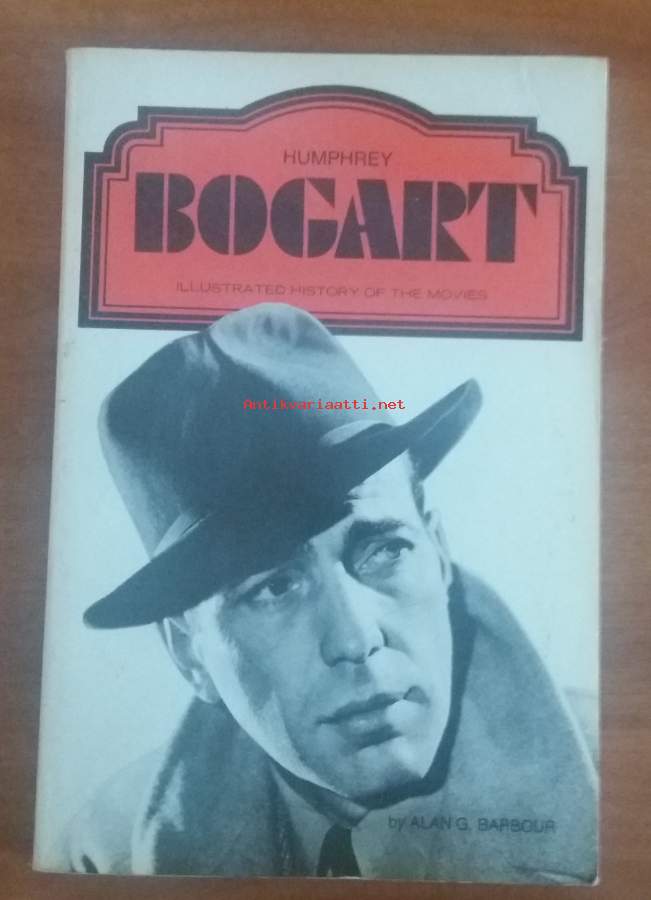 HUMPHREY
BOGART
ILLUSTRATED HISTORY OF THE MOVIES
Antikvariaatti.net
by ALAN G. BARBOUR